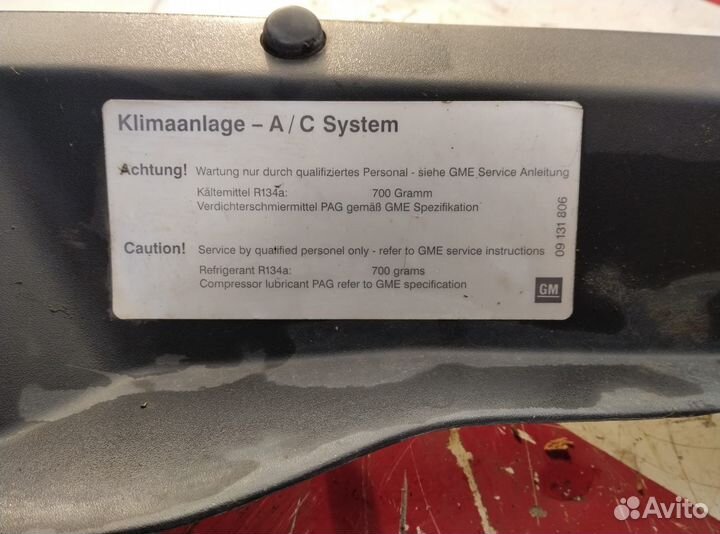 Klimaanlage – A / C System
Achtung! Wartung nur durch qualifiziertes Personal - siehe GME Service Anleitung
Kältemittel R134a: 700 Gramm
Verdichterschmiermittel PAG gemäß GME Spezifikation
Caution! Service by qualified personel only - refer to GME service instructions
Refrigerant R134a: 700 grams
Compressor lubricant PAG refer to GME specification
09 131 806
GM
Avito